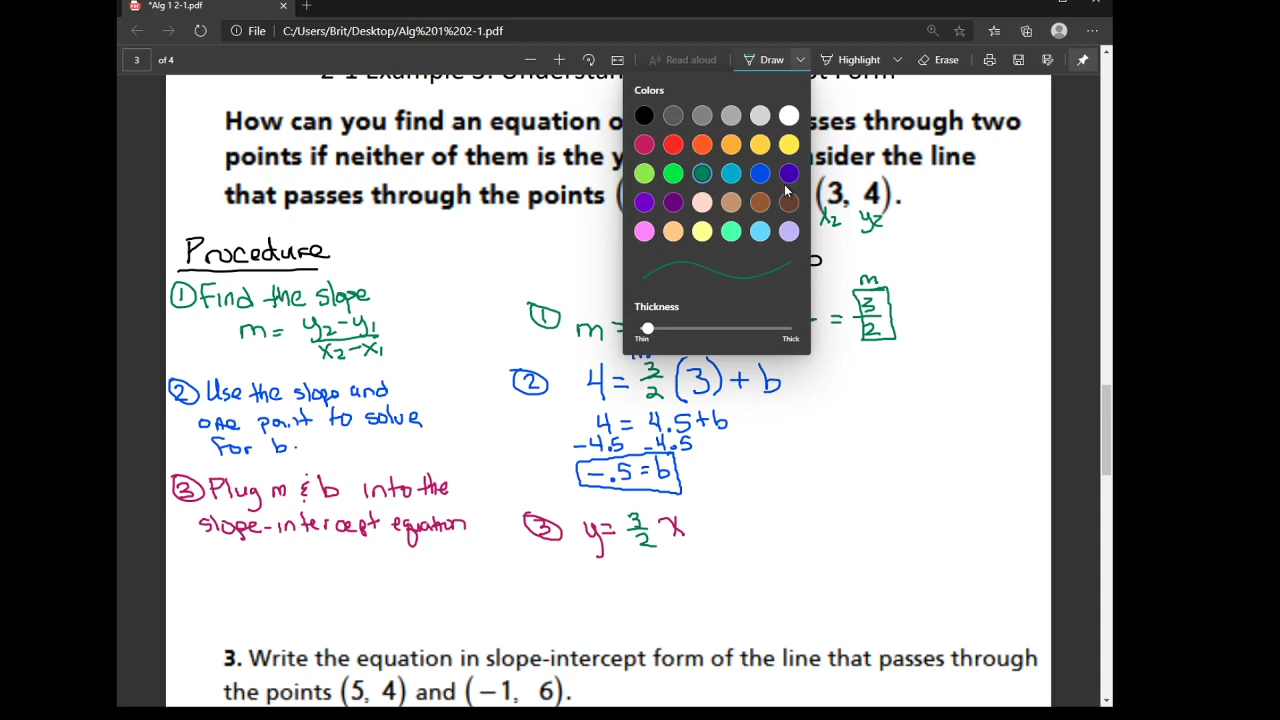 *Alg 1 2-1.pdf
File C:/Users/Brit/Desktop/Alg%201%202-1.pdf
3 of 4 Read aloud Draw Highlight Erase
2-1 Example 3: Form
How can you find an equation o sses through two
points if neither of them is the y nsider the line
that passes through the points ( (3, 4).
x2 y2
Colors
Thickness
Thin Thick
Procedure
① Find the slope
m= y2-y1
x2-x1
② Use the slope and
one point to solve
for b.
③ Plug m & b into the
slope-intercept equation
m
① m= = 3/2
② 4= 3/2 (3) + b
4 = 4.5+b
-4.5 -4.5
-.5=b
③ y= 3/2 x
3. Write the equation in slope-intercept form of the line that passes through
the points (5, 4) and (−1, 6).